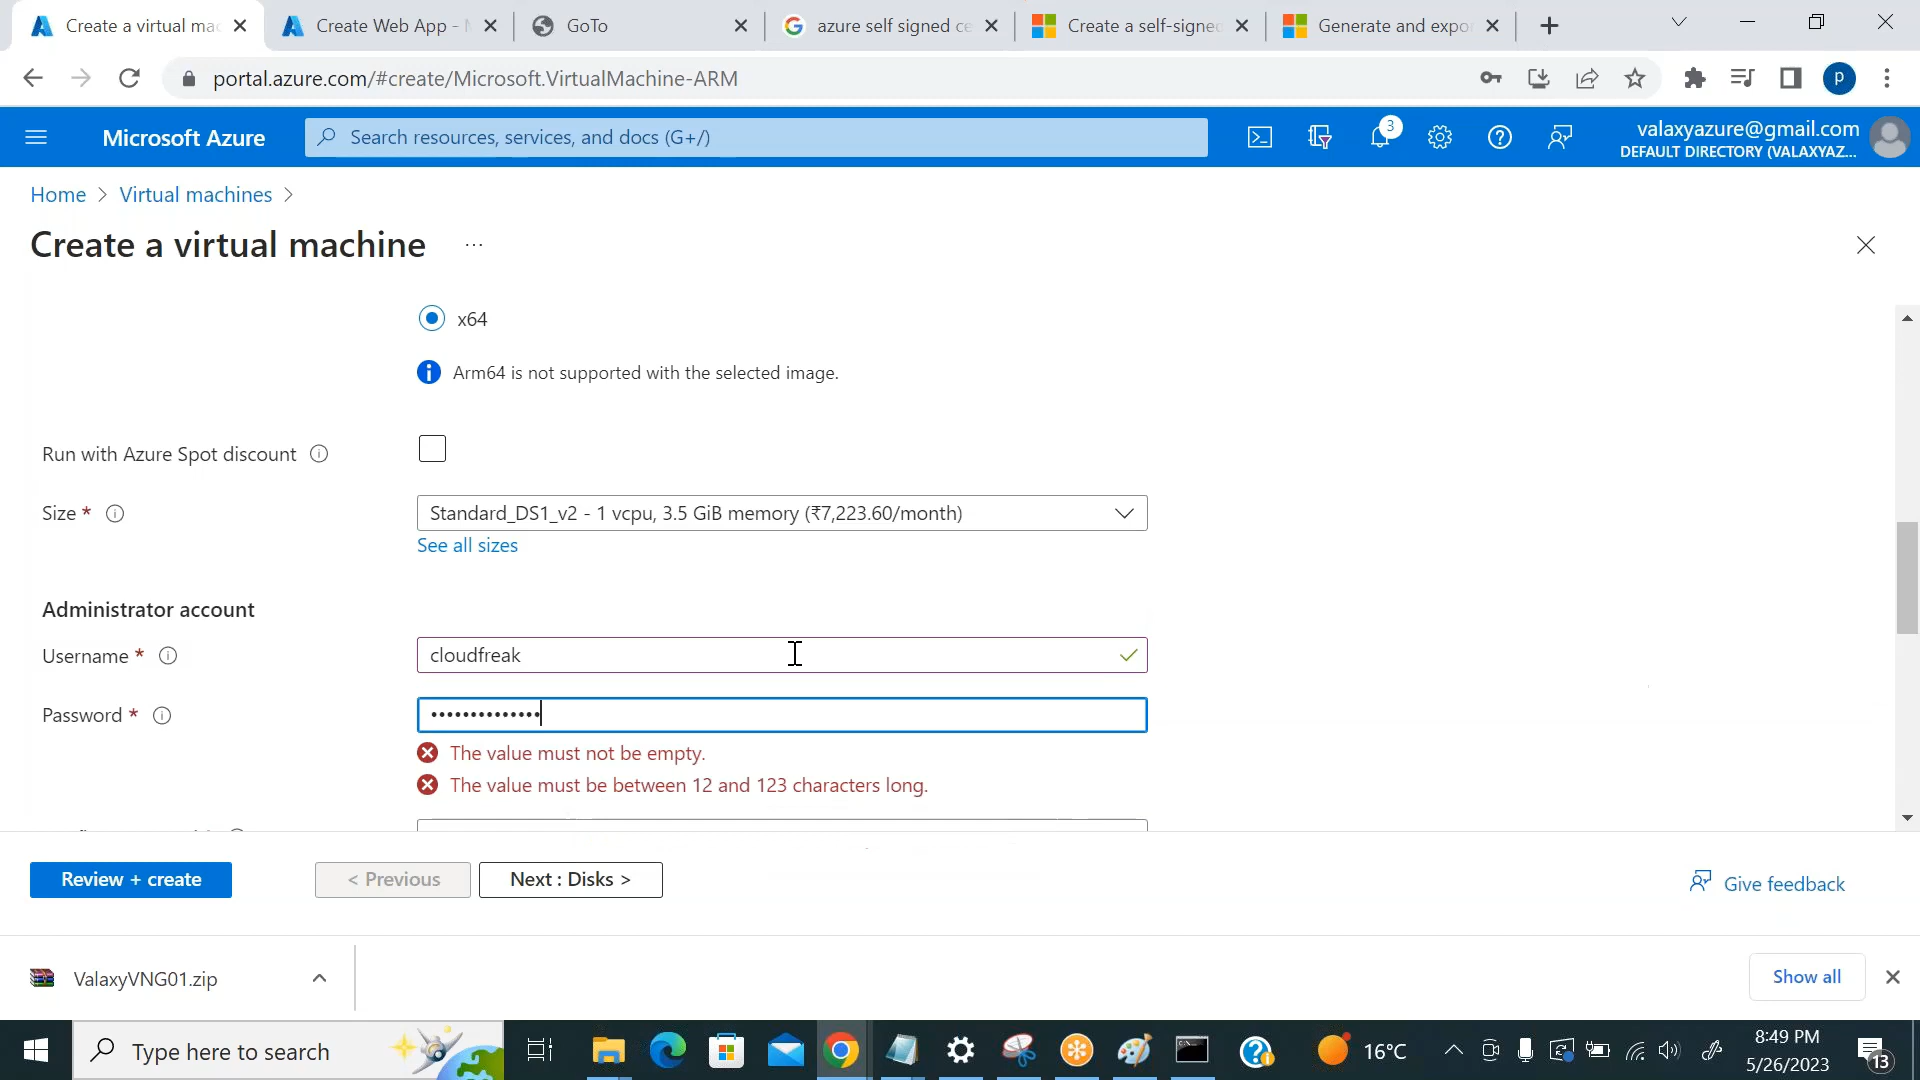 Create a virtual mac
Create Web App - M
GoTo
azure self signed ce
Create a self-signed
Generate and expor
portal.azure.com/#create/Microsoft.VirtualMachine-ARM
p
Microsoft Azure
Search resources, services, and docs (G+/)
3
valaxyazure@gmail.com
DEFAULT DIRECTORY (VALAXYAZ...
Home > Virtual machines >
Create a virtual machine ...
x64
Arm64 is not supported with the selected image.
Run with Azure Spot discount
Size *
Standard_DS1_v2 - 1 vcpu, 3.5 GiB memory (₹7,223.60/month)
See all sizes
Administrator account
Username *
cloudfreak
Password *
••••••••••••••
The value must not be empty.
The value must be between 12 and 123 characters long.
Review + create
< Previous
Next : Disks >
Give feedback
ValaxyVNG01.zip
Show all
Type here to search
16°C
8:49 PM
5/26/2023
13